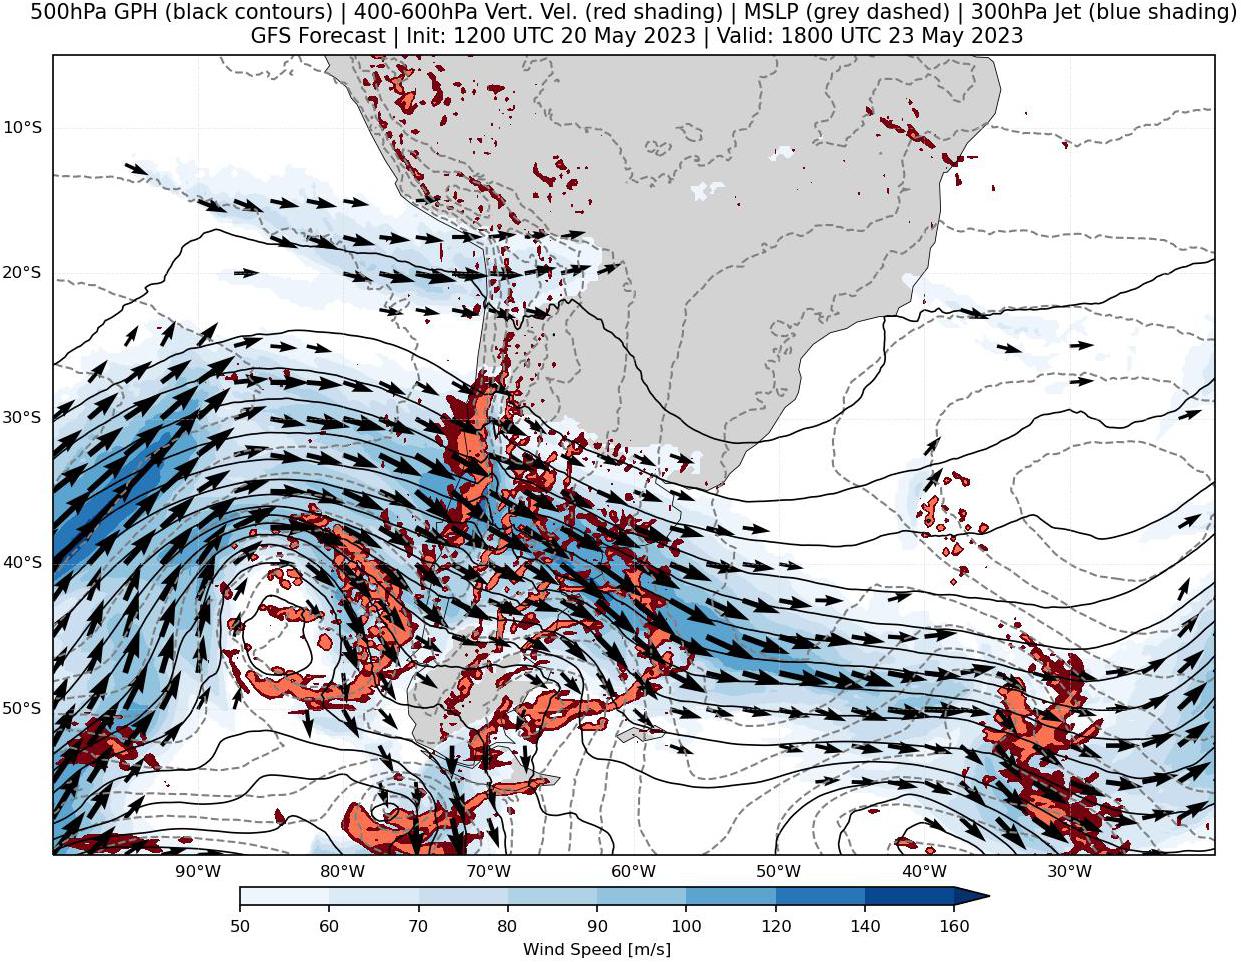 500hPa GPH (black contours) | 400-600hPa Vert. Vel. (red shading) | MSLP (grey dashed) | 300hPa Jet (blue shading)
GFS Forecast | Init: 1200 UTC 20 May 2023 | Valid: 1800 UTC 23 May 2023
10°S
20°S
30°S
40°S
50°S
90°W 80°W 70°W 60°W 50°W 40°W 30°W
50 60 70 80 90 100 120 140 160
Wind Speed [m/s]